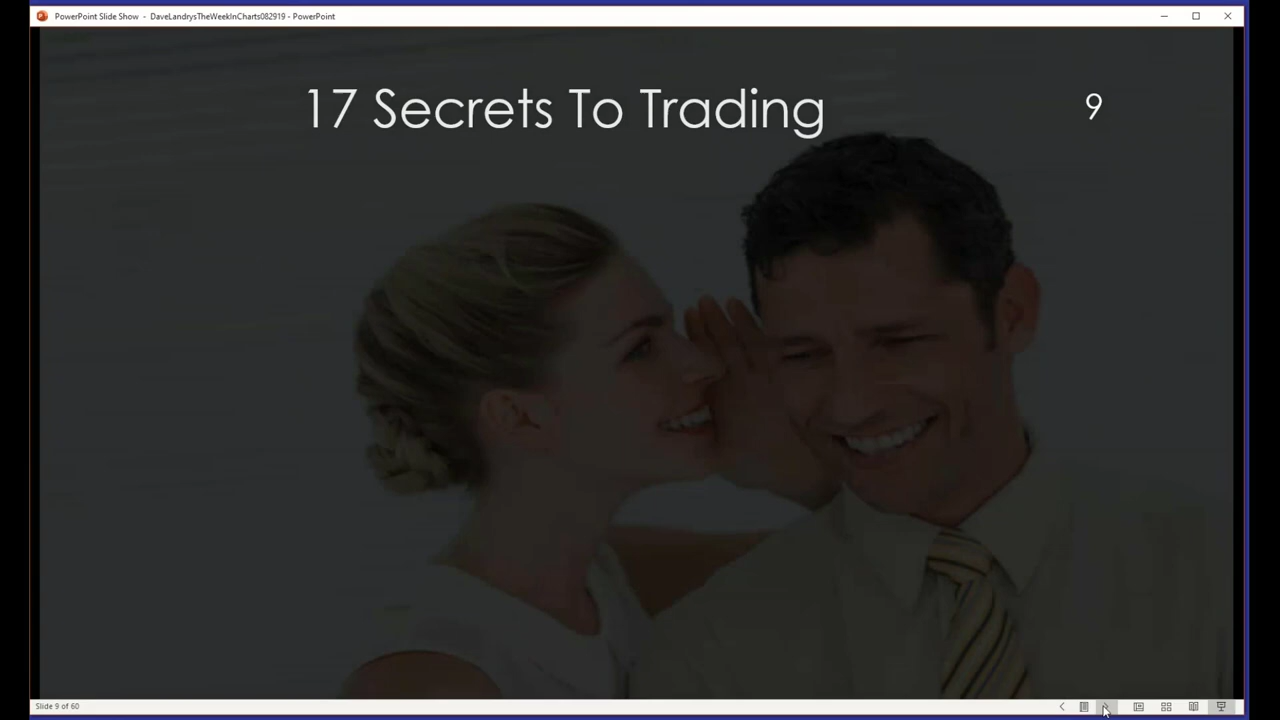 PowerPoint Slide Show - DaveLandrysTheWeekInCharts082919 - PowerPoint
17 Secrets To Trading
9
Slide 9 of 60